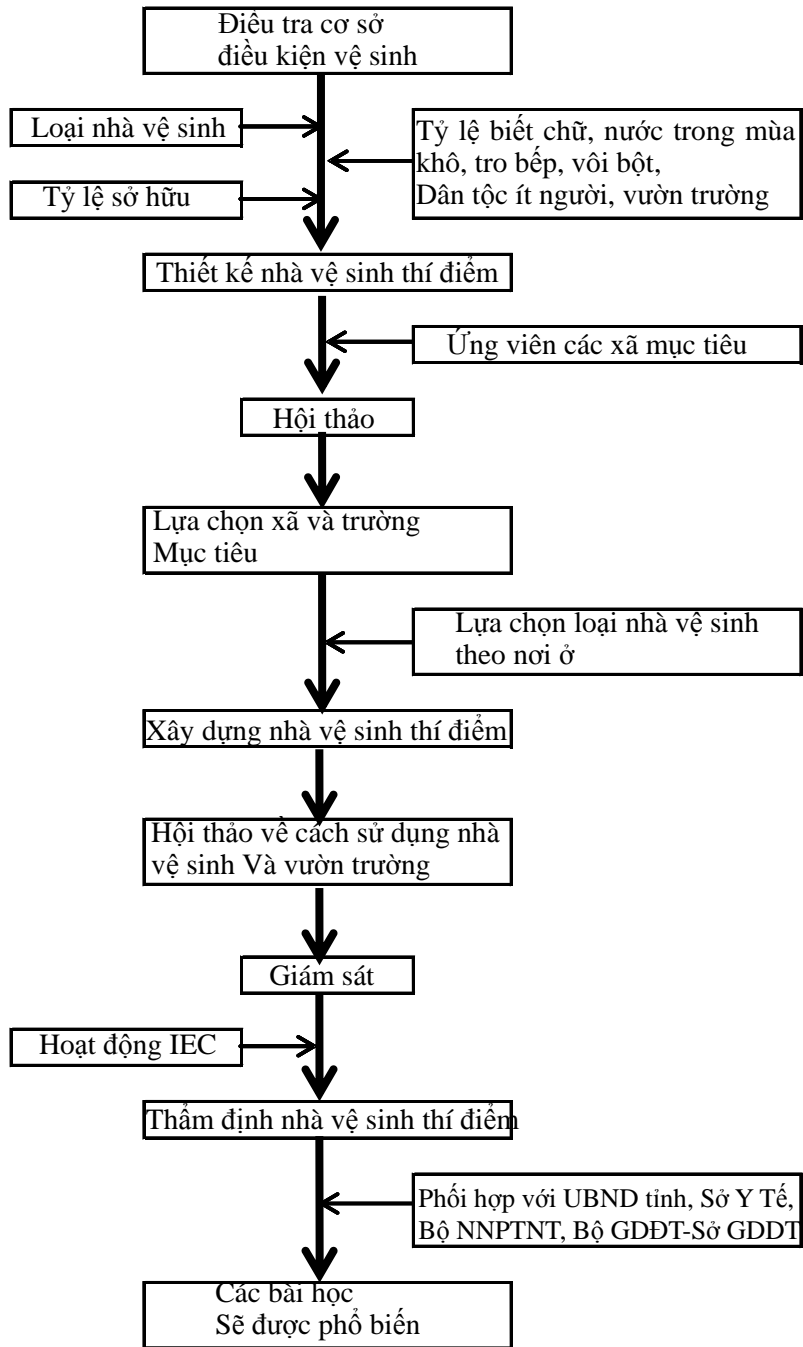 Điều tra cơ sở
điều kiện vệ sinh
Loại nhà vệ sinh
Tỷ lệ biết chữ, nước trong mùa
khô, tro bếp, vôi bột,
Dân tộc ít người, vườn trường
Tỷ lệ sở hữu
Thiết kế nhà vệ sinh thí điểm
Ứng viên các xã mục tiêu
Hội thảo
Lựa chọn xã và trường
Mục tiêu
Lựa chọn loại nhà vệ sinh
theo nơi ở
Xây dựng nhà vệ sinh thí điểm
Hội thảo về cách sử dụng nhà
vệ sinh Và vườn trường
Giám sát
Hoạt động IEC
Thẩm định nhà vệ sinh thí điểm
Phối hợp với UBND tỉnh, Sở Y Tế,
Bộ NNPTNT, Bộ GDĐT-Sở GDDT
Các bài học
Sẽ được phổ biến